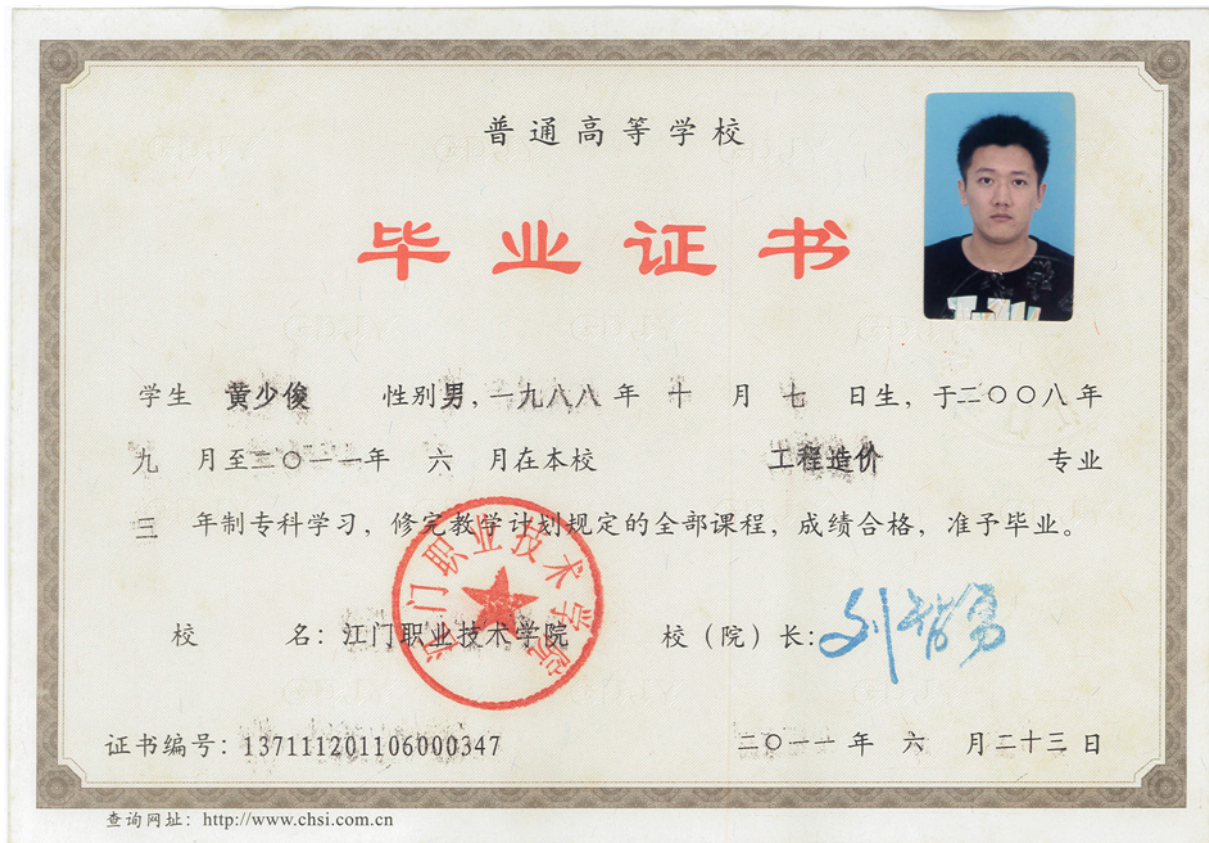 普通高等学校
毕业证书
学生 黄少俊 性别男，一九八八年 十 月 七 日生，于二〇〇八年
九 月至二〇一一年 六 月在本校 工程造价 专业
三 年制专科学习，修完教学计划规定的全部课程，成绩合格，准予毕业。
江门职业技术学院
校 名：江门职业技术学院 校（院）长：刘智勇
证书编号：137111201106000347 二〇一一年 六 月二十三日
查询网址：http://www.chsi.com.cn